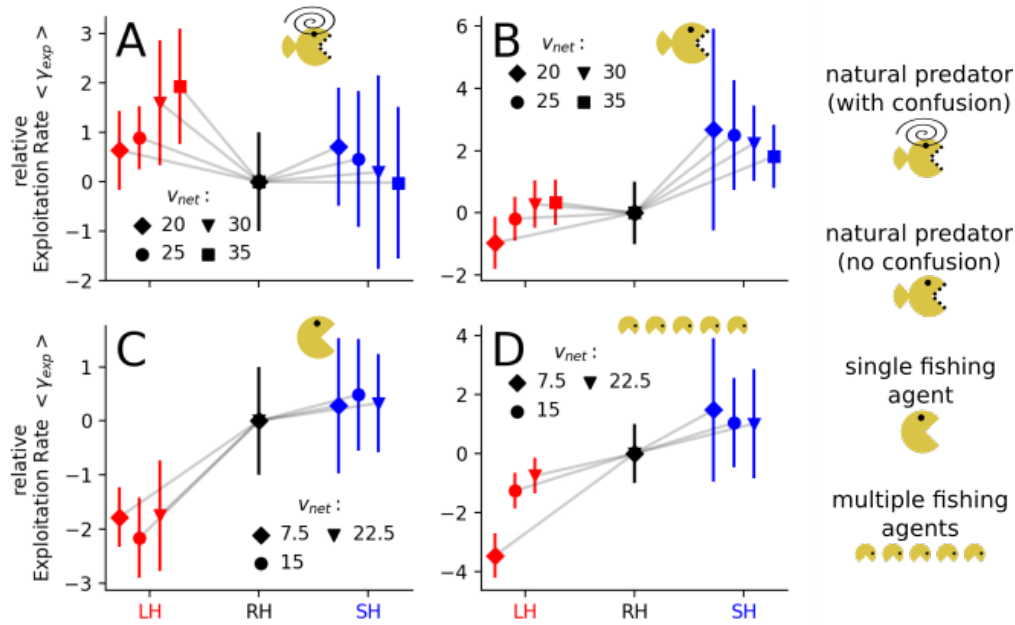 A
relative
Exploitation Rate < γexp >
3
2
1
0
−1
−2
vnet :
20 30
25 35
B
vnet :
20 30
25 35
6
4
2
0
−2
natural predator
(with confusion)
natural predator
(no confusion)
C
relative
Exploitation Rate < γexp >
1
0
−1
−2
−3
vnet :
7.5 22.5
15
LH RH SH
D
vnet :
7.5 22.5
15
4
2
0
−2
−4
LH RH SH
single fishing
agent
multiple fishing
agents